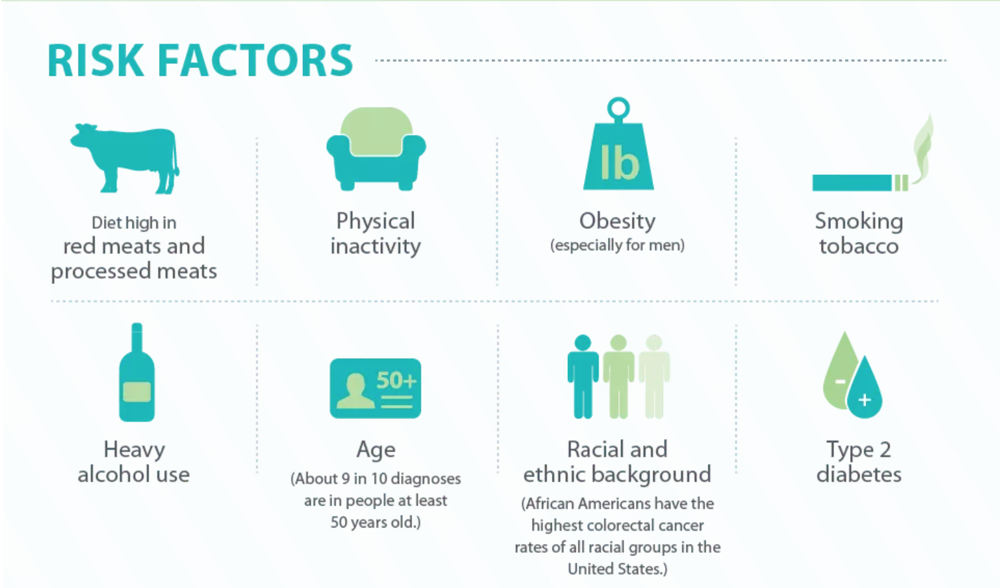 RISK FACTORS
lb
Diet high in
red meats and
processed meats
Physical
inactivity
Obesity
(especially for men)
Smoking
tobacco
50+
- +
Heavy
alcohol use
Age
(About 9 in 10 diagnoses
are in people at least
50 years old.)
Racial and
ethnic background
(African Americans have the
highest colorectal cancer
rates of all racial groups in the
United States.)
Type 2
diabetes